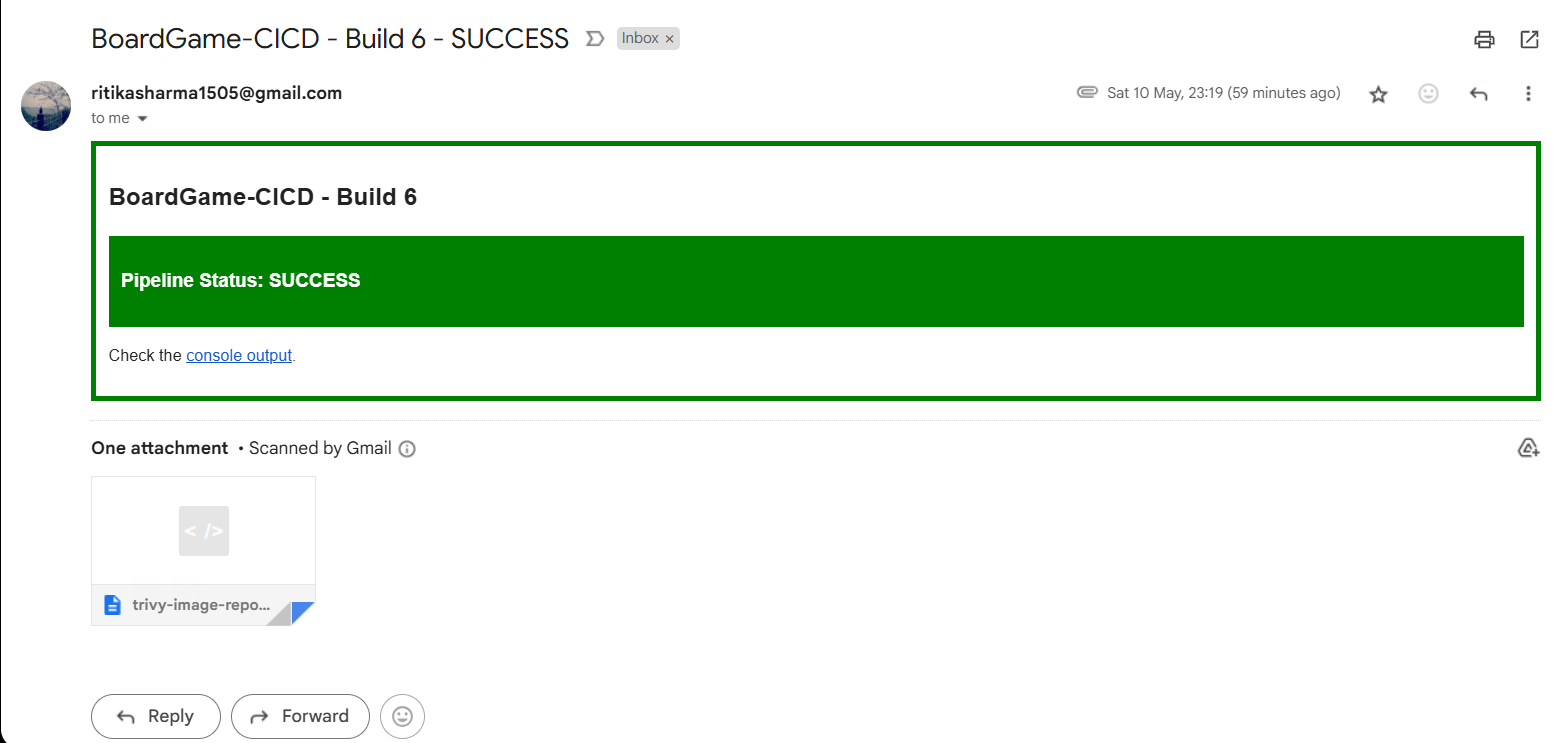 BoardGame-CICD - Build 6 - SUCCESS Inbox ×
ritikasharma1505@gmail.com Sat 10 May, 23:19 (59 minutes ago)
to me
BoardGame-CICD - Build 6
Pipeline Status: SUCCESS
Check the console output.
One attachment • Scanned by Gmail
< />
trivy-image-repo...
Reply Forward